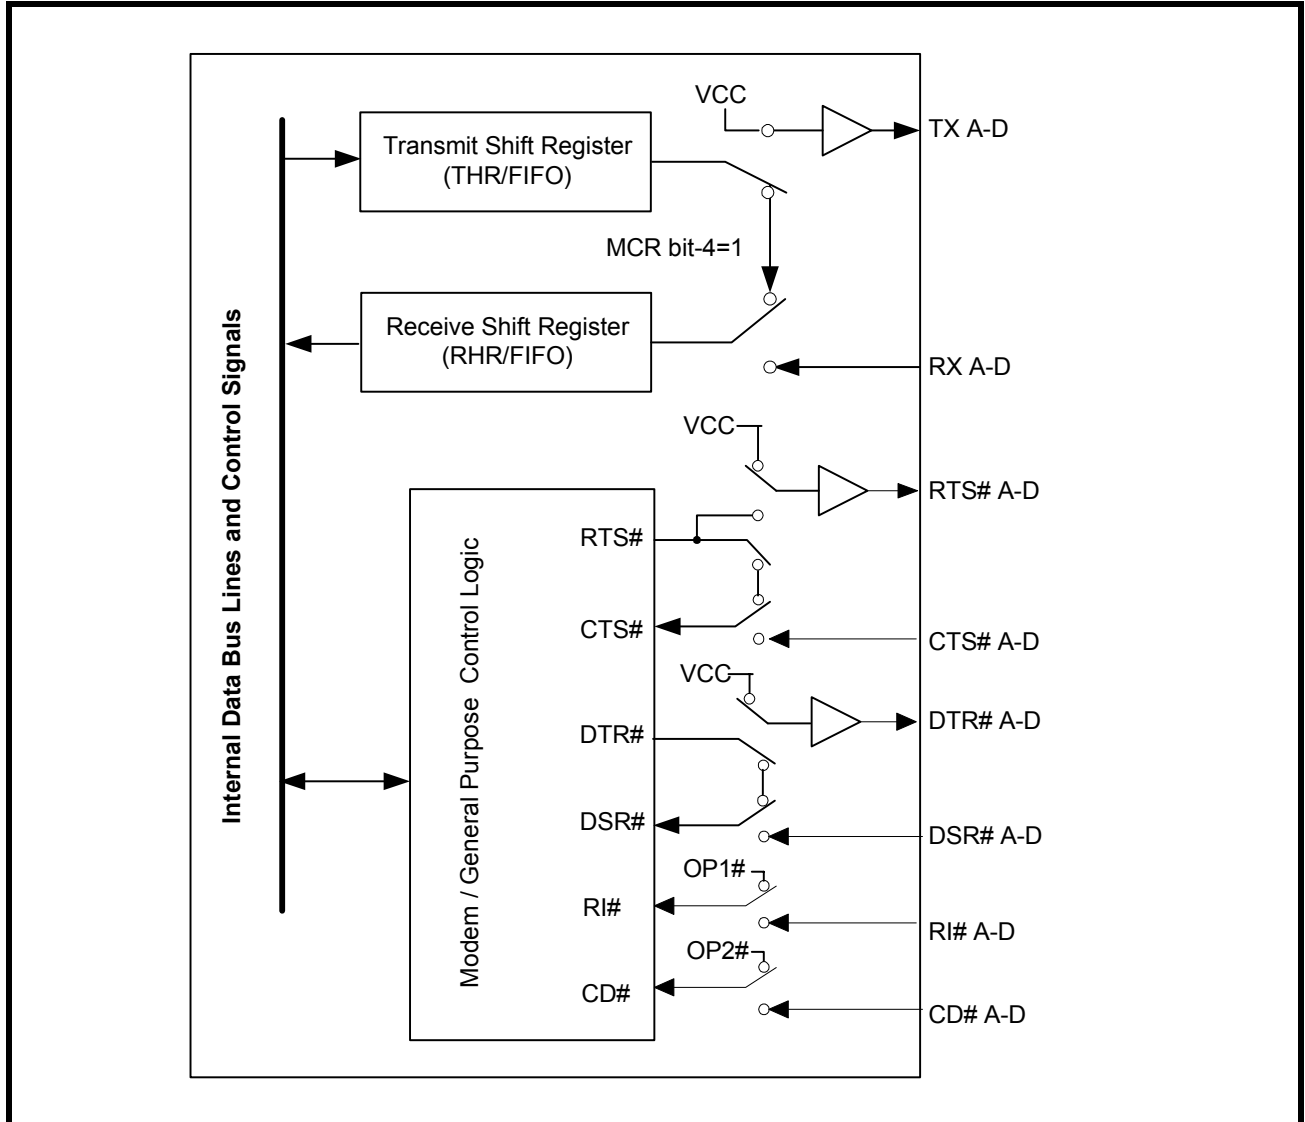 VCC
TX A-D
Transmit Shift Register
(THR/FIFO)
MCR bit-4=1
Receive Shift Register
(RHR/FIFO)
RX A-D
Internal Data Bus Lines and Control Signals
VCC
RTS# A-D
Modem / General Purpose Control Logic
RTS#
CTS#
CTS# A-D
VCC
DTR#
DTR# A-D
DSR#
DSR# A-D
OP1#
RI#
RI# A-D
OP2#
CD#
CD# A-D